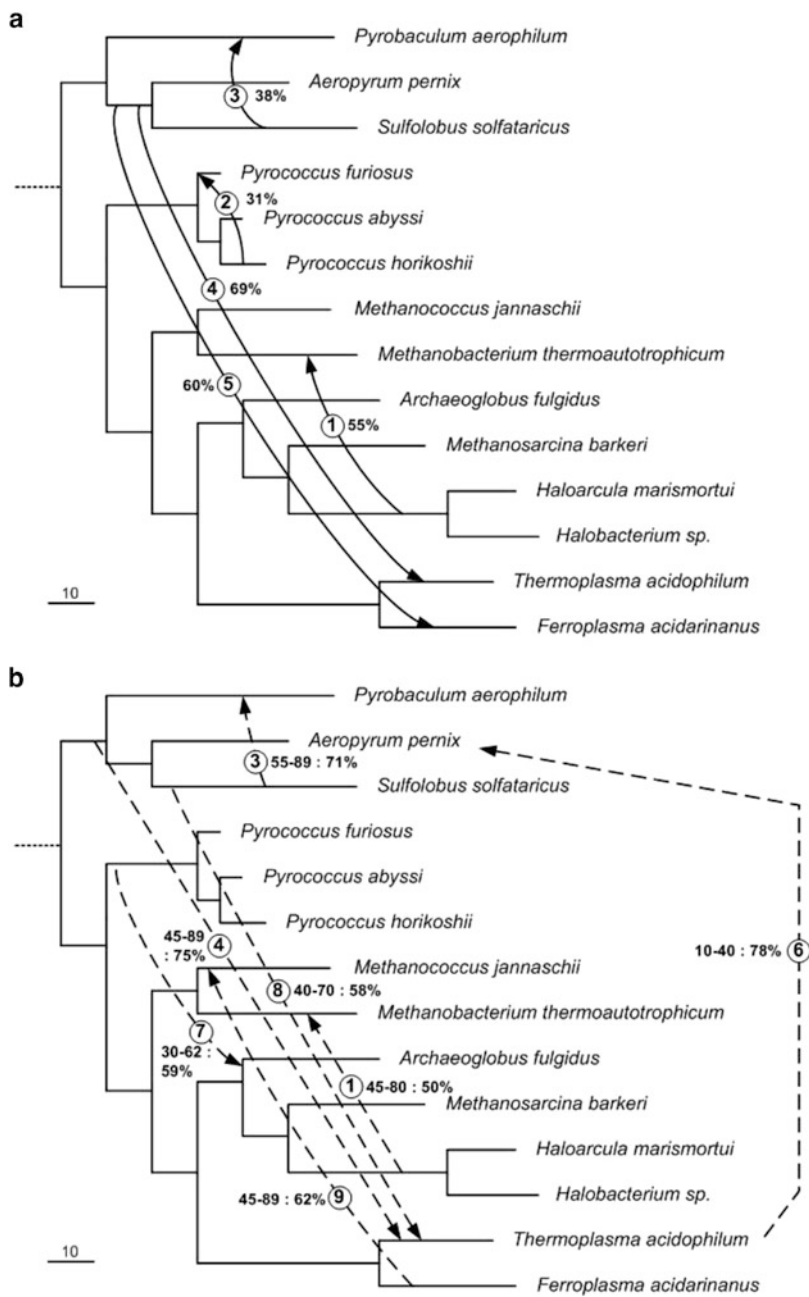 a
Pyrobaculum aerophilum
Aeropyrum pernix
3 38%
Sulfolobus solfataricus
Pyrococcus furiosus
2 31%
Pyrococcus abyssi
Pyrococcus horikoshii
4 69%
Methanococcus jannaschii
Methanobacterium thermoautotrophicum
60% 5
Archaeoglobus fulgidus
1 55%
Methanosarcina barkeri
Haloarcula marismortui
Halobacterium sp.
Thermoplasma acidophilum
10
Ferroplasma acidarinanus
b
Pyrobaculum aerophilum
Aeropyrum pernix
3 55-89 : 71%
Sulfolobus solfataricus
Pyrococcus furiosus
Pyrococcus abyssi
Pyrococcus horikoshii
45-89
: 75%
4
10-40 : 78% 6
Methanococcus jannaschii
8 40-70 : 58%
Methanobacterium thermoautotrophicum
7
30-62 :
59%
Archaeoglobus fulgidus
1 45-80 : 50%
Methanosarcina barkeri
Haloarcula marismortui
45-89 : 62% 9
Halobacterium sp.
Thermoplasma acidophilum
10
Ferroplasma acidarinanus